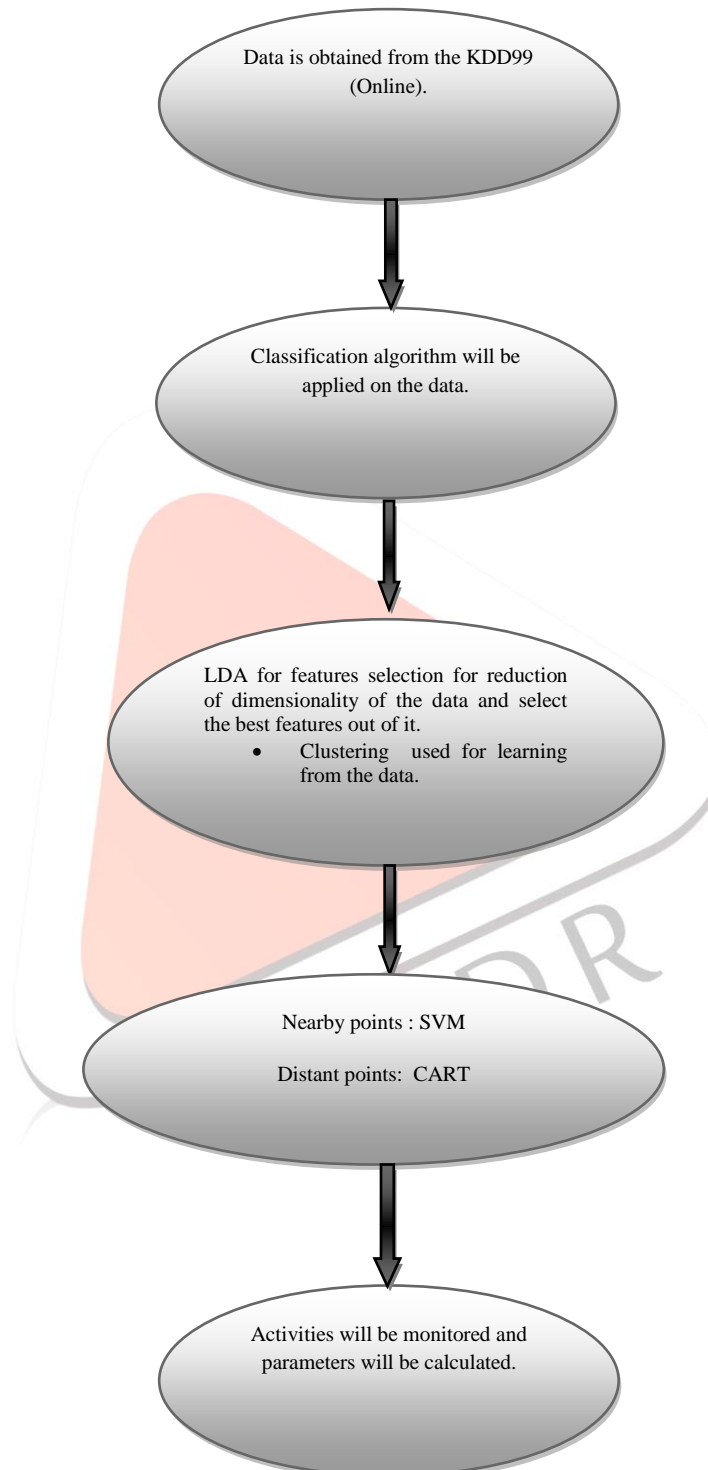 Data is obtained from the KDD99
(Online).
Classification algorithm will be
applied on the data.
LDA for features selection for reduction
of dimensionality of the data and select
the best features out of it.
• Clustering used for learning
from the data.
Nearby points : SVM
Distant points: CART
Activities will be monitored and
parameters will be calculated.